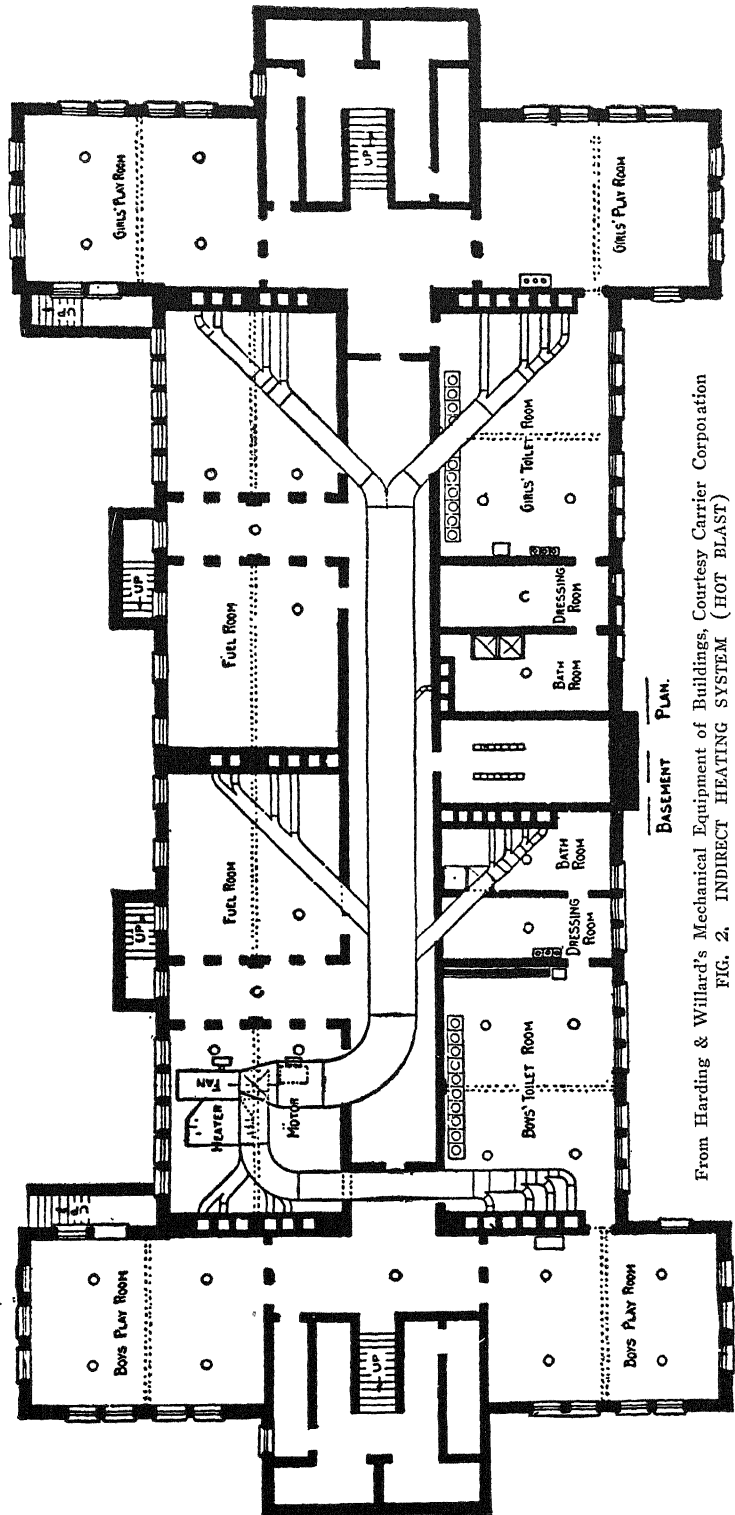 UP
GIRLS' PLAY ROOM
UP
GIRLS' PLAY ROOM
UP
FUEL ROOM
GIRLS' TOILET ROOM
DRESSING
ROOM
BATH
ROOM
BASEMENT PLAN.
UP
FUEL ROOM
BATH
ROOM
DRESSING
ROOM
FAN
HEATER
MOTOR
BOYS' TOILET ROOM
UP
BOYS PLAY ROOM
UP
BOYS PLAY ROOM
From Harding & Willard's Mechanical Equipment of Buildings, Courtesy Carrier Corporation
FIG. 2. INDIRECT HEATING SYSTEM (HOT BLAST)